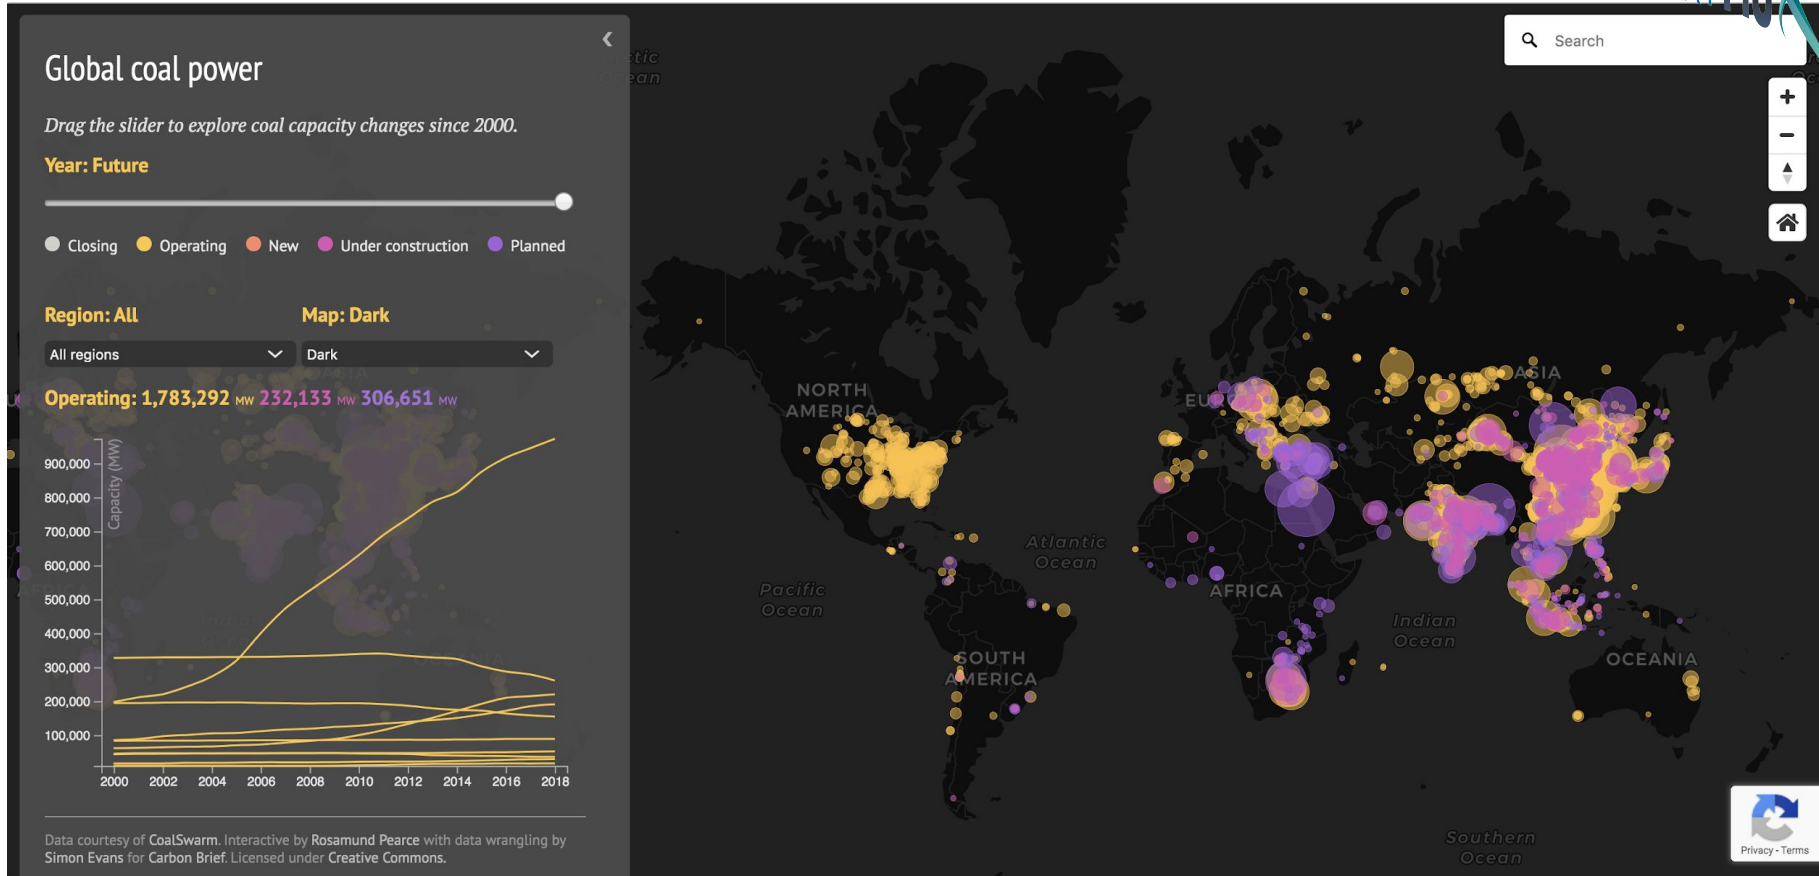 Global coal power
Drag the slider to explore coal capacity changes since 2000.
Year: Future
Closing Operating New Under construction Planned
Region: All Map: Dark
All regions Dark
Operating: 1,783,292 MW 232,133 MW 306,651 MW
Capacity (MW)
900,000
800,000
700,000
600,000
500,000
400,000
300,000
200,000
100,000
2000 2002 2004 2006 2008 2010 2012 2014 2016 2018
Data courtesy of CoalSwarm. Interactive by Rosamund Pearce with data wrangling by
Simon Evans for Carbon Brief. Licensed under Creative Commons.
Search
NORTH
AMERICA
ASIA
Atlantic
Ocean
Pacific
Ocean
AFRICA
Indian
Ocean
SOUTH
AMERICA
OCEANIA
Southern
Ocean
Privacy - Terms